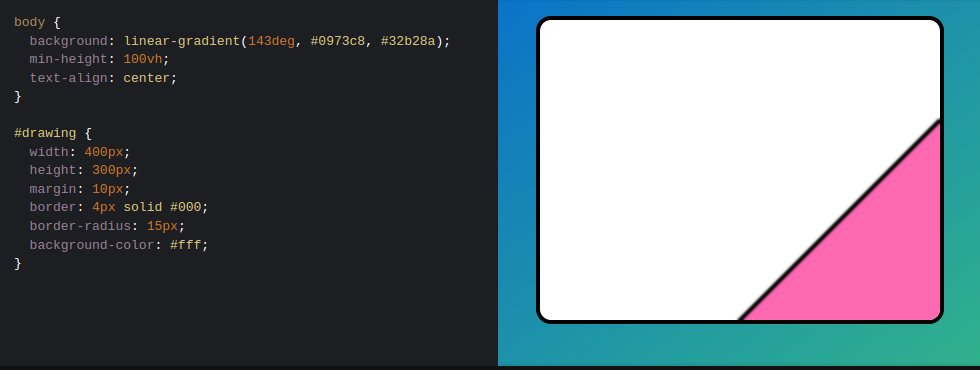 body {
  background: linear-gradient(143deg, #0973c8, #32b28a);
  min-height: 100vh;
  text-align: center;
}
#drawing {
  width: 400px;
  height: 300px;
  margin: 10px;
  border: 4px solid #000;
  border-radius: 15px;
  background-color: #fff;
}